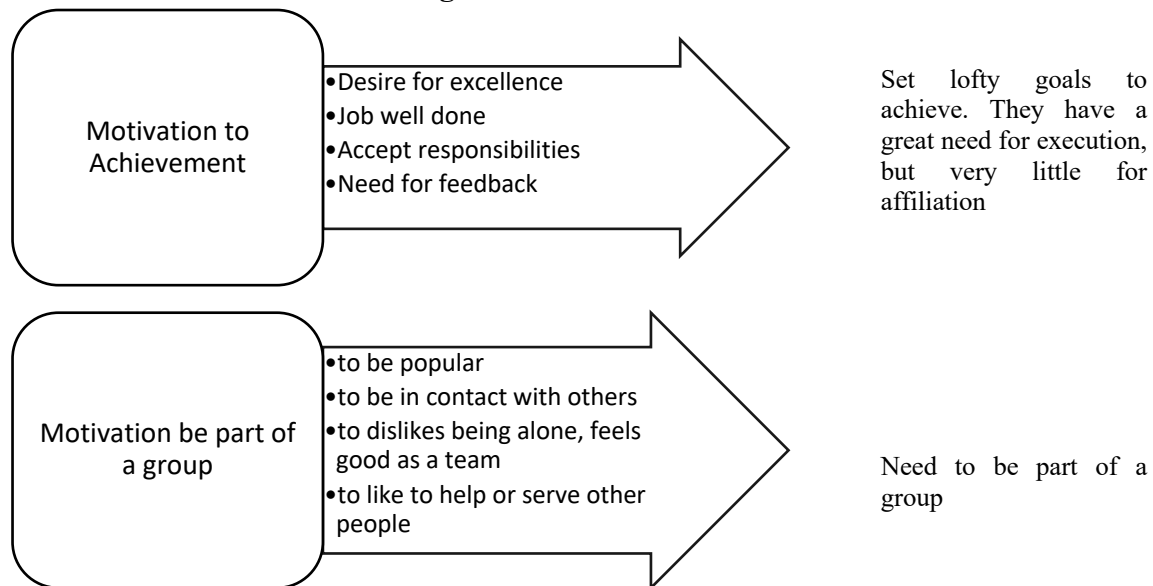 Motivation to
Achievement
•Desire for excellence
•Job well done
•Accept responsibilities
•Need for feedback
Set lofty goals to
achieve. They have a
great need for execution,
but very little for
affiliation
Motivation be part of
a group
•to be popular
•to be in contact with others
•to dislikes being alone, feels
good as a team
•to like to help or serve other
people
Need to be part of a
group